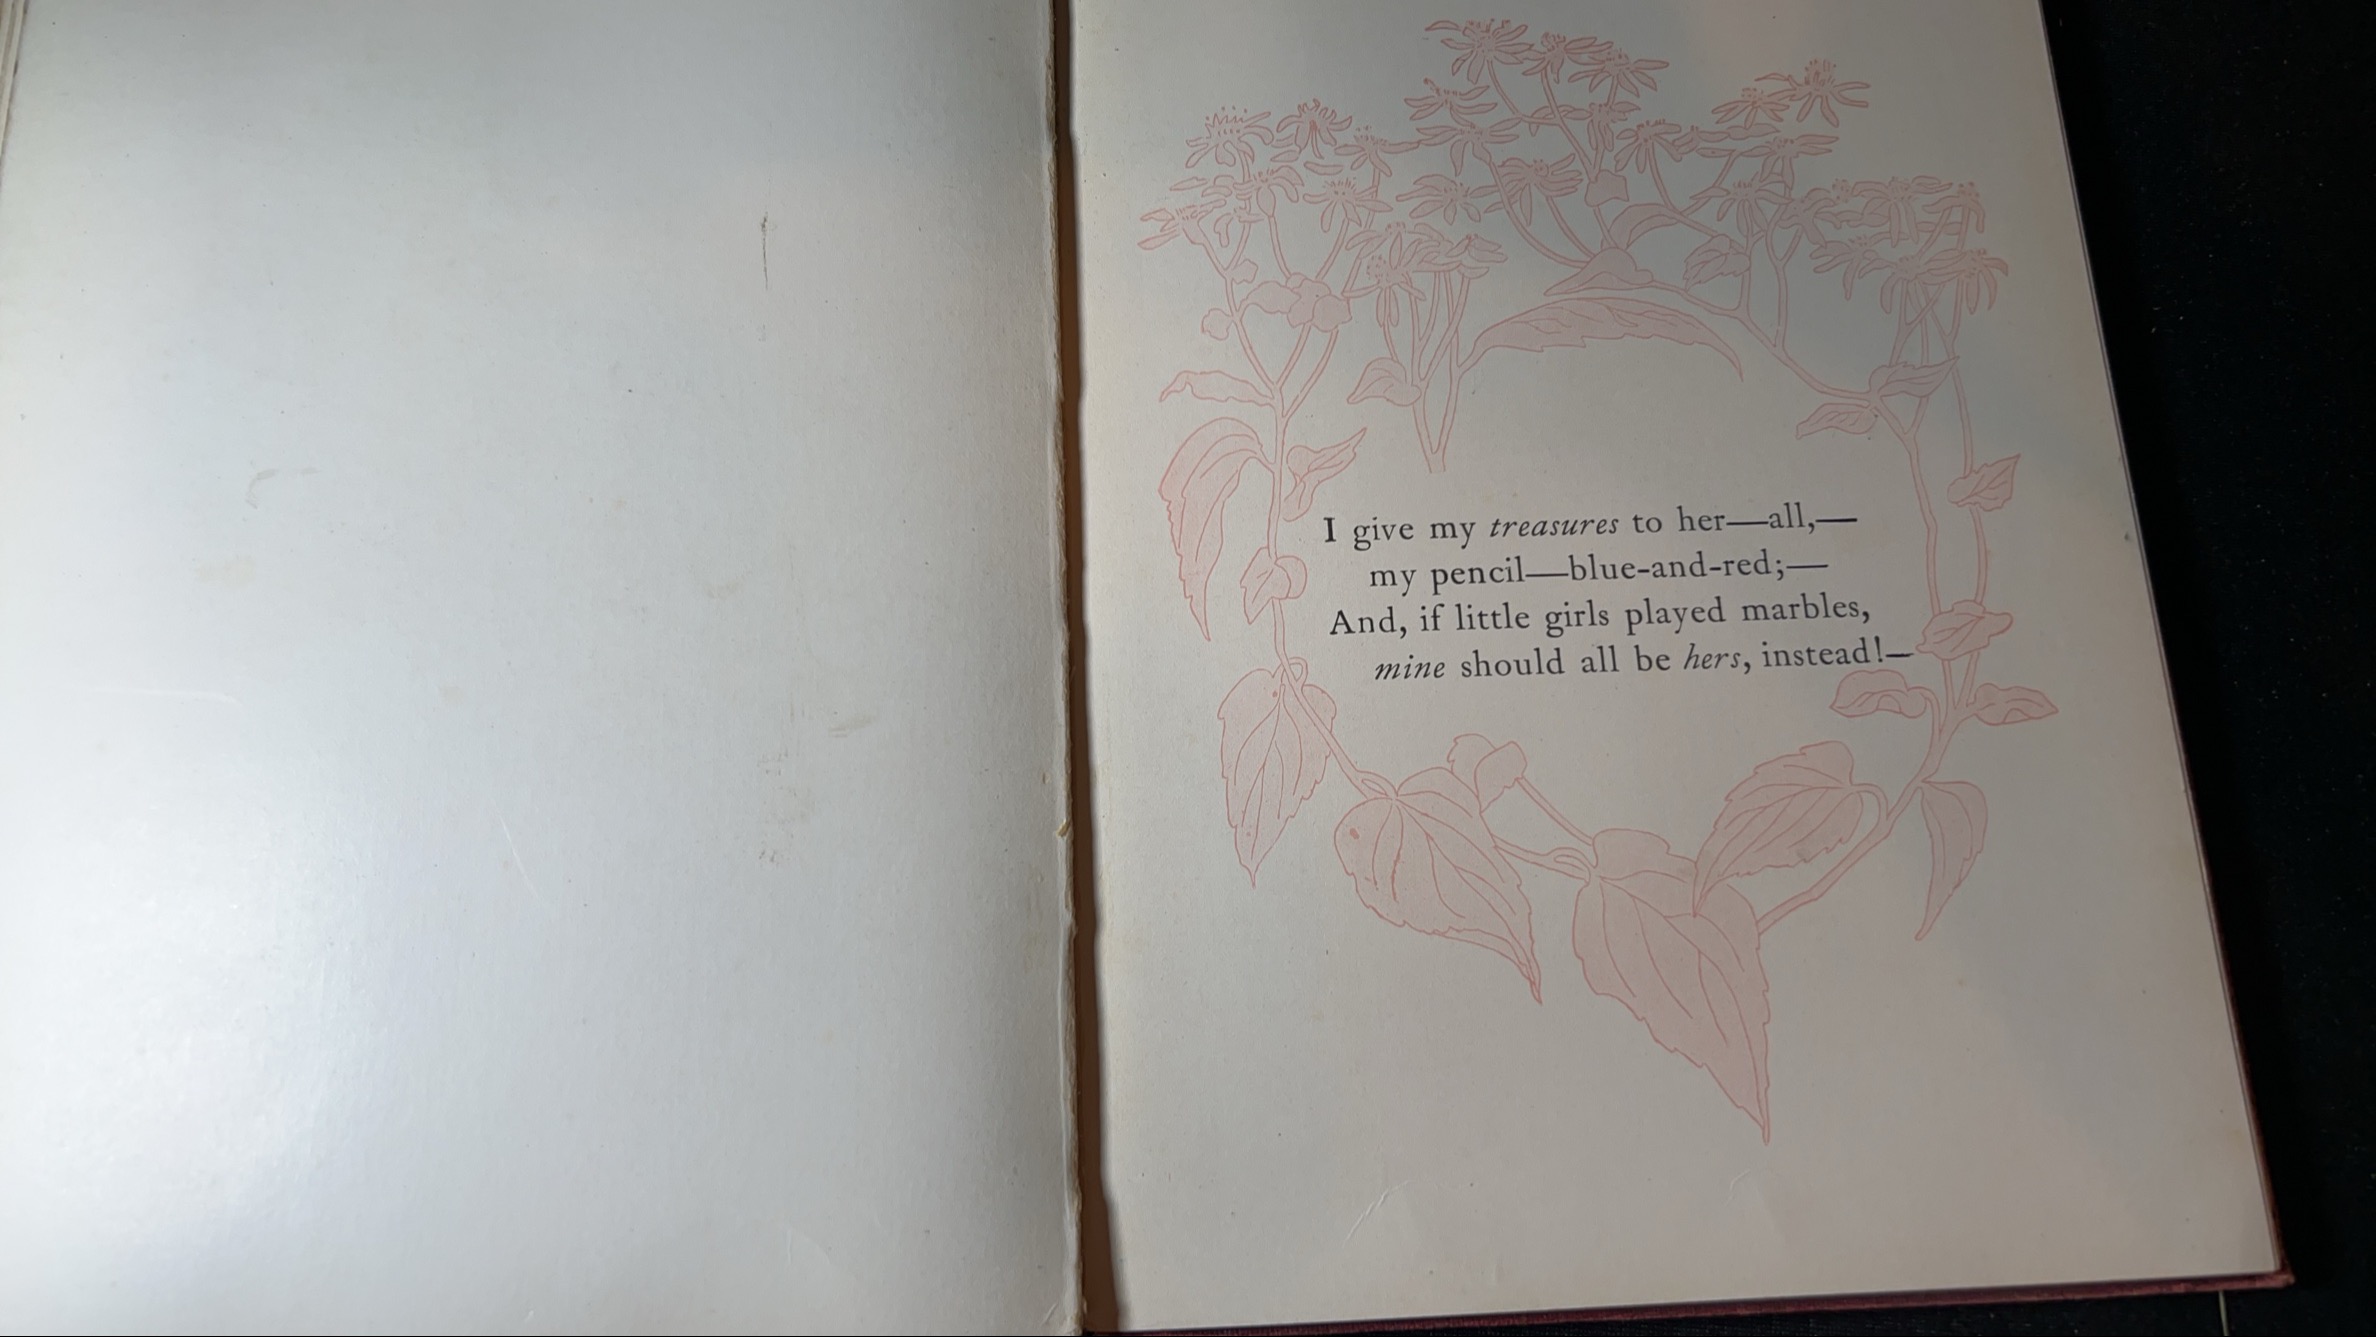 I give my treasures to her—all,—
my pencil—blue-and-red;—
And, if little girls played marbles,
mine should all be hers, instead!—